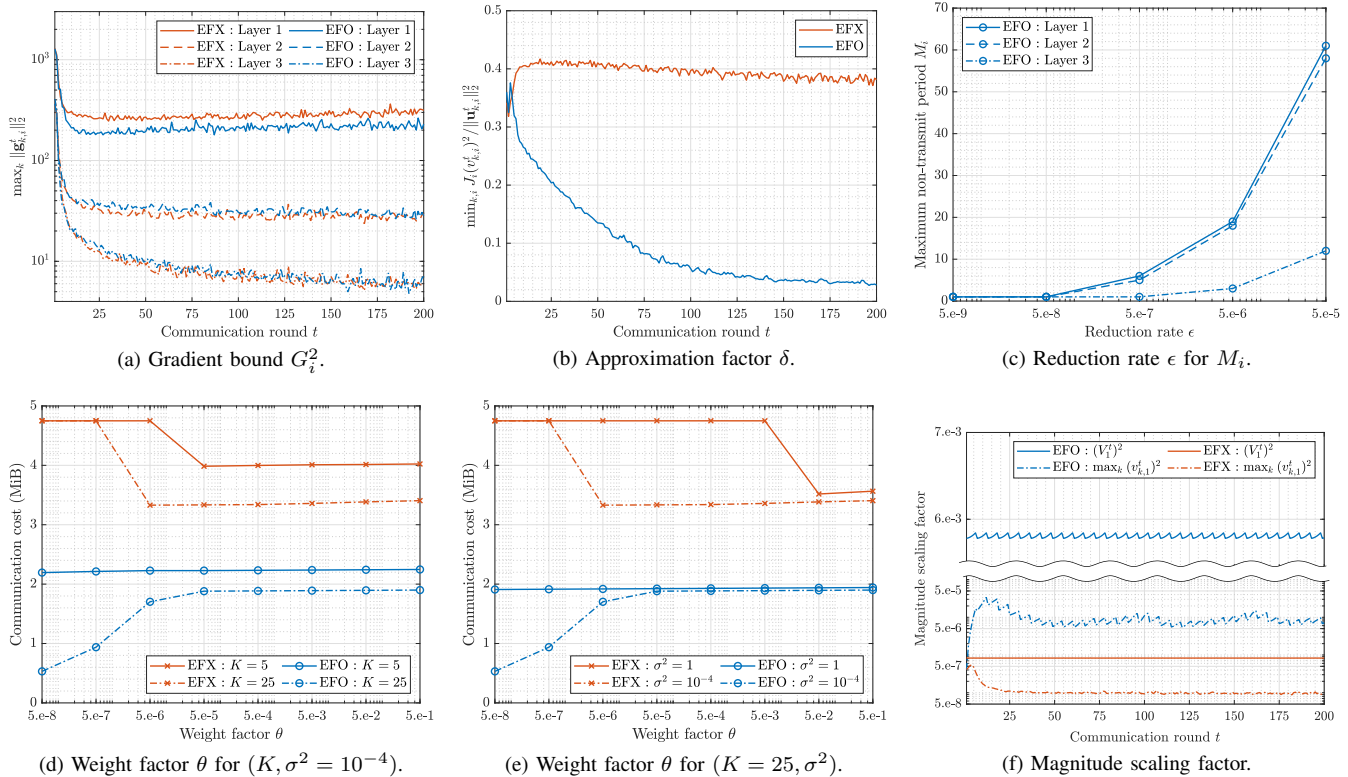 EFX : Layer 1
EFX : Layer 2
EFX : Layer 3
EFO : Layer 1
EFO : Layer 2
EFO : Layer 3
10^3
10^2
10^1
max_k ||g^t_{k,i}||^2_2
25 50 75 100 125 150 175 200
Communication round t
(a) Gradient bound G_i^2.
EFX
EFO
0.5
0.4
0.3
0.2
0.1
0
min_{k,i} J_i(v^t_{k,i})^2/||u^t_{k,i}||^2_2
50 100 150 200
Communication round t
(b) Approximation factor δ.
EFO : Layer 1
EFO : Layer 2
EFO : Layer 3
70
60
50
40
30
20
10
0
Maximum non-transmit period M_i
5.e-9 5.e-8 5.e-7 5.e-6 5.e-5
Reduction rate ϵ
(c) Reduction rate ϵ for M_i.
5
4
3
2
1
0
Communication cost (MiB)
EFX : K = 5
EFX : K = 25
EFO : K = 5
EFO : K = 25
5.e-8 5.e-7 5.e-6 5.e-5 5.e-4 5.e-3 5.e-2 5.e-1
Weight factor θ
(d) Weight factor θ for (K, σ^2 = 10^{-4}).
5
4
3
2
1
0
Communication cost (MiB)
EFX : σ^2 = 1
EFX : σ^2 = 10^{-4}
EFO : σ^2 = 1
EFO : σ^2 = 10^{-4}
5.e-8 5.e-7 5.e-6 5.e-5 5.e-4 5.e-3 5.e-2 5.e-1
Weight factor θ
(e) Weight factor θ for (K = 25, σ^2).
7.e-3
6.e-3
5.e-5
5.e-6
5.e-7
5.e-8
Magnitude scaling factor
EFO : (V_1^t)^2
EFO : max_k (v^t_{k,1})^2
EFX : (V_1^t)^2
EFX : max_k (v^t_{k,1})^2
25 50 75 100 125 150 175 200
Communication round t
(f) Magnitude scaling factor.